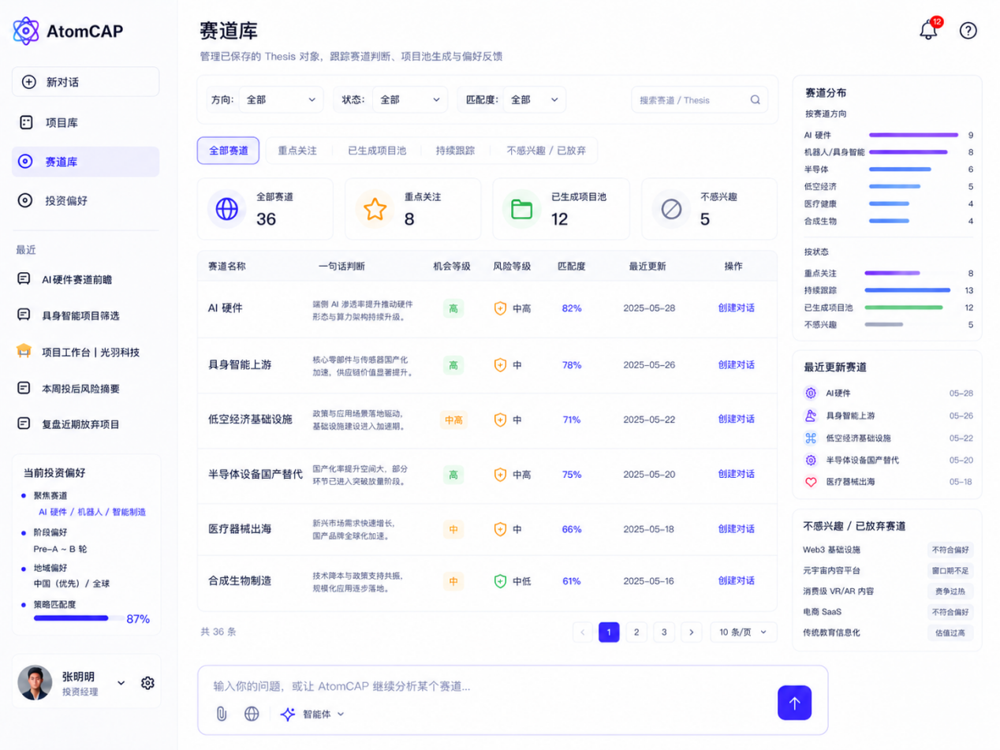 AtomCAP
新对话
项目库
赛道库
投资偏好
最近
AI硬件赛道前瞻
具身智能项目筛选
项目工作台 | 光羽科技
本周投后风险摘要
复盘近期放弃项目
当前投资偏好
聚焦赛道
AI 硬件 / 机器人 / 智能制造
阶段偏好
Pre-A ~ B 轮
地域偏好
中国（优先）/ 全球
策略匹配度
87%
张明明
投资经理
赛道库
管理已保存的 Thesis 对象，跟踪赛道判断、项目池生成与偏好反馈
12
方向： 全部 状态： 全部 匹配度： 全部 搜索赛道 / Thesis
全部赛道 重点关注 已生成项目池 持续跟踪 不感兴趣 / 已放弃
全部赛道
36
重点关注
8
已生成项目池
12
不感兴趣
5
赛道名称 一句话判断 机会等级 风险等级 匹配度 最近更新 操作
AI 硬件 端侧 AI 渗透率提升推动硬件
形态与算力架构持续升级。 高 中高 82% 2025-05-28 创建对话
具身智能上游 核心零部件与传感器国产化
加速，供应链价值显著提升。 高 中 78% 2025-05-26 创建对话
低空经济基础设施 政策与应用场景落地驱动，
基础设施建设进入加速期。 中高 中 71% 2025-05-22 创建对话
半导体设备国产替代 国产化率提升空间大，部分
环节已进入突破放量阶段。 高 中高 75% 2025-05-20 创建对话
医疗器械出海 新兴市场需求快速增长，
国产品牌全球化加速。 中 中 66% 2025-05-18 创建对话
合成生物制造 技术降本与政策支持共振，
规模化应用逐步落地。 中 中低 61% 2025-05-16 创建对话
共 36 条 1 2 3 10 条/页
输入你的问题，或让 AtomCAP 继续分析某个赛道...
智能体
赛道分布
按赛道方向
AI 硬件 9
机器人/具身智能 8
半导体 6
低空经济 5
医疗健康 4
合成生物 4
按状态
重点关注 8
持续跟踪 13
已生成项目池 12
不感兴趣 5
最近更新赛道
AI硬件 05-28
具身智能上游 05-26
低空经济基础设施 05-22
半导体设备国产替代 05-20
医疗器械出海 05-18
不感兴趣 / 已放弃赛道
Web3 基础设施 不符合偏好
元宇宙内容平台 窗口期不足
消费级 VR/AR 内容 竞争过热
电商 SaaS 不符合偏好
传统教育信息化 估值过高